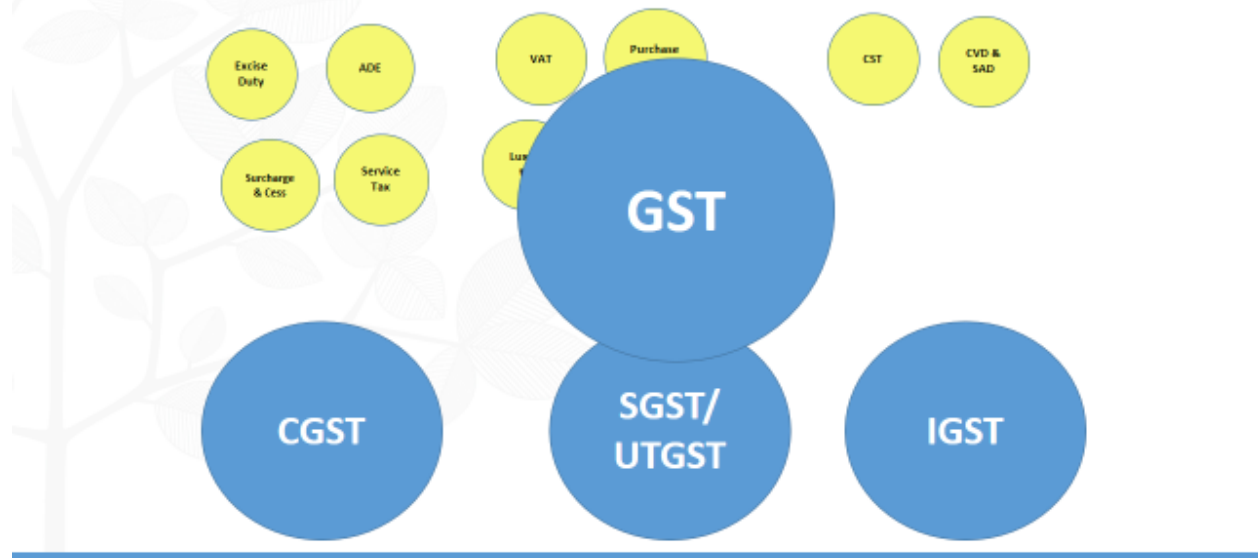 Excise
Duty
ADE
VAT
Purchase
CST
CVD &
SAD
Surcharge
& Cess
Service
Tax
GST
CGST
SGST/
UTGST
IGST